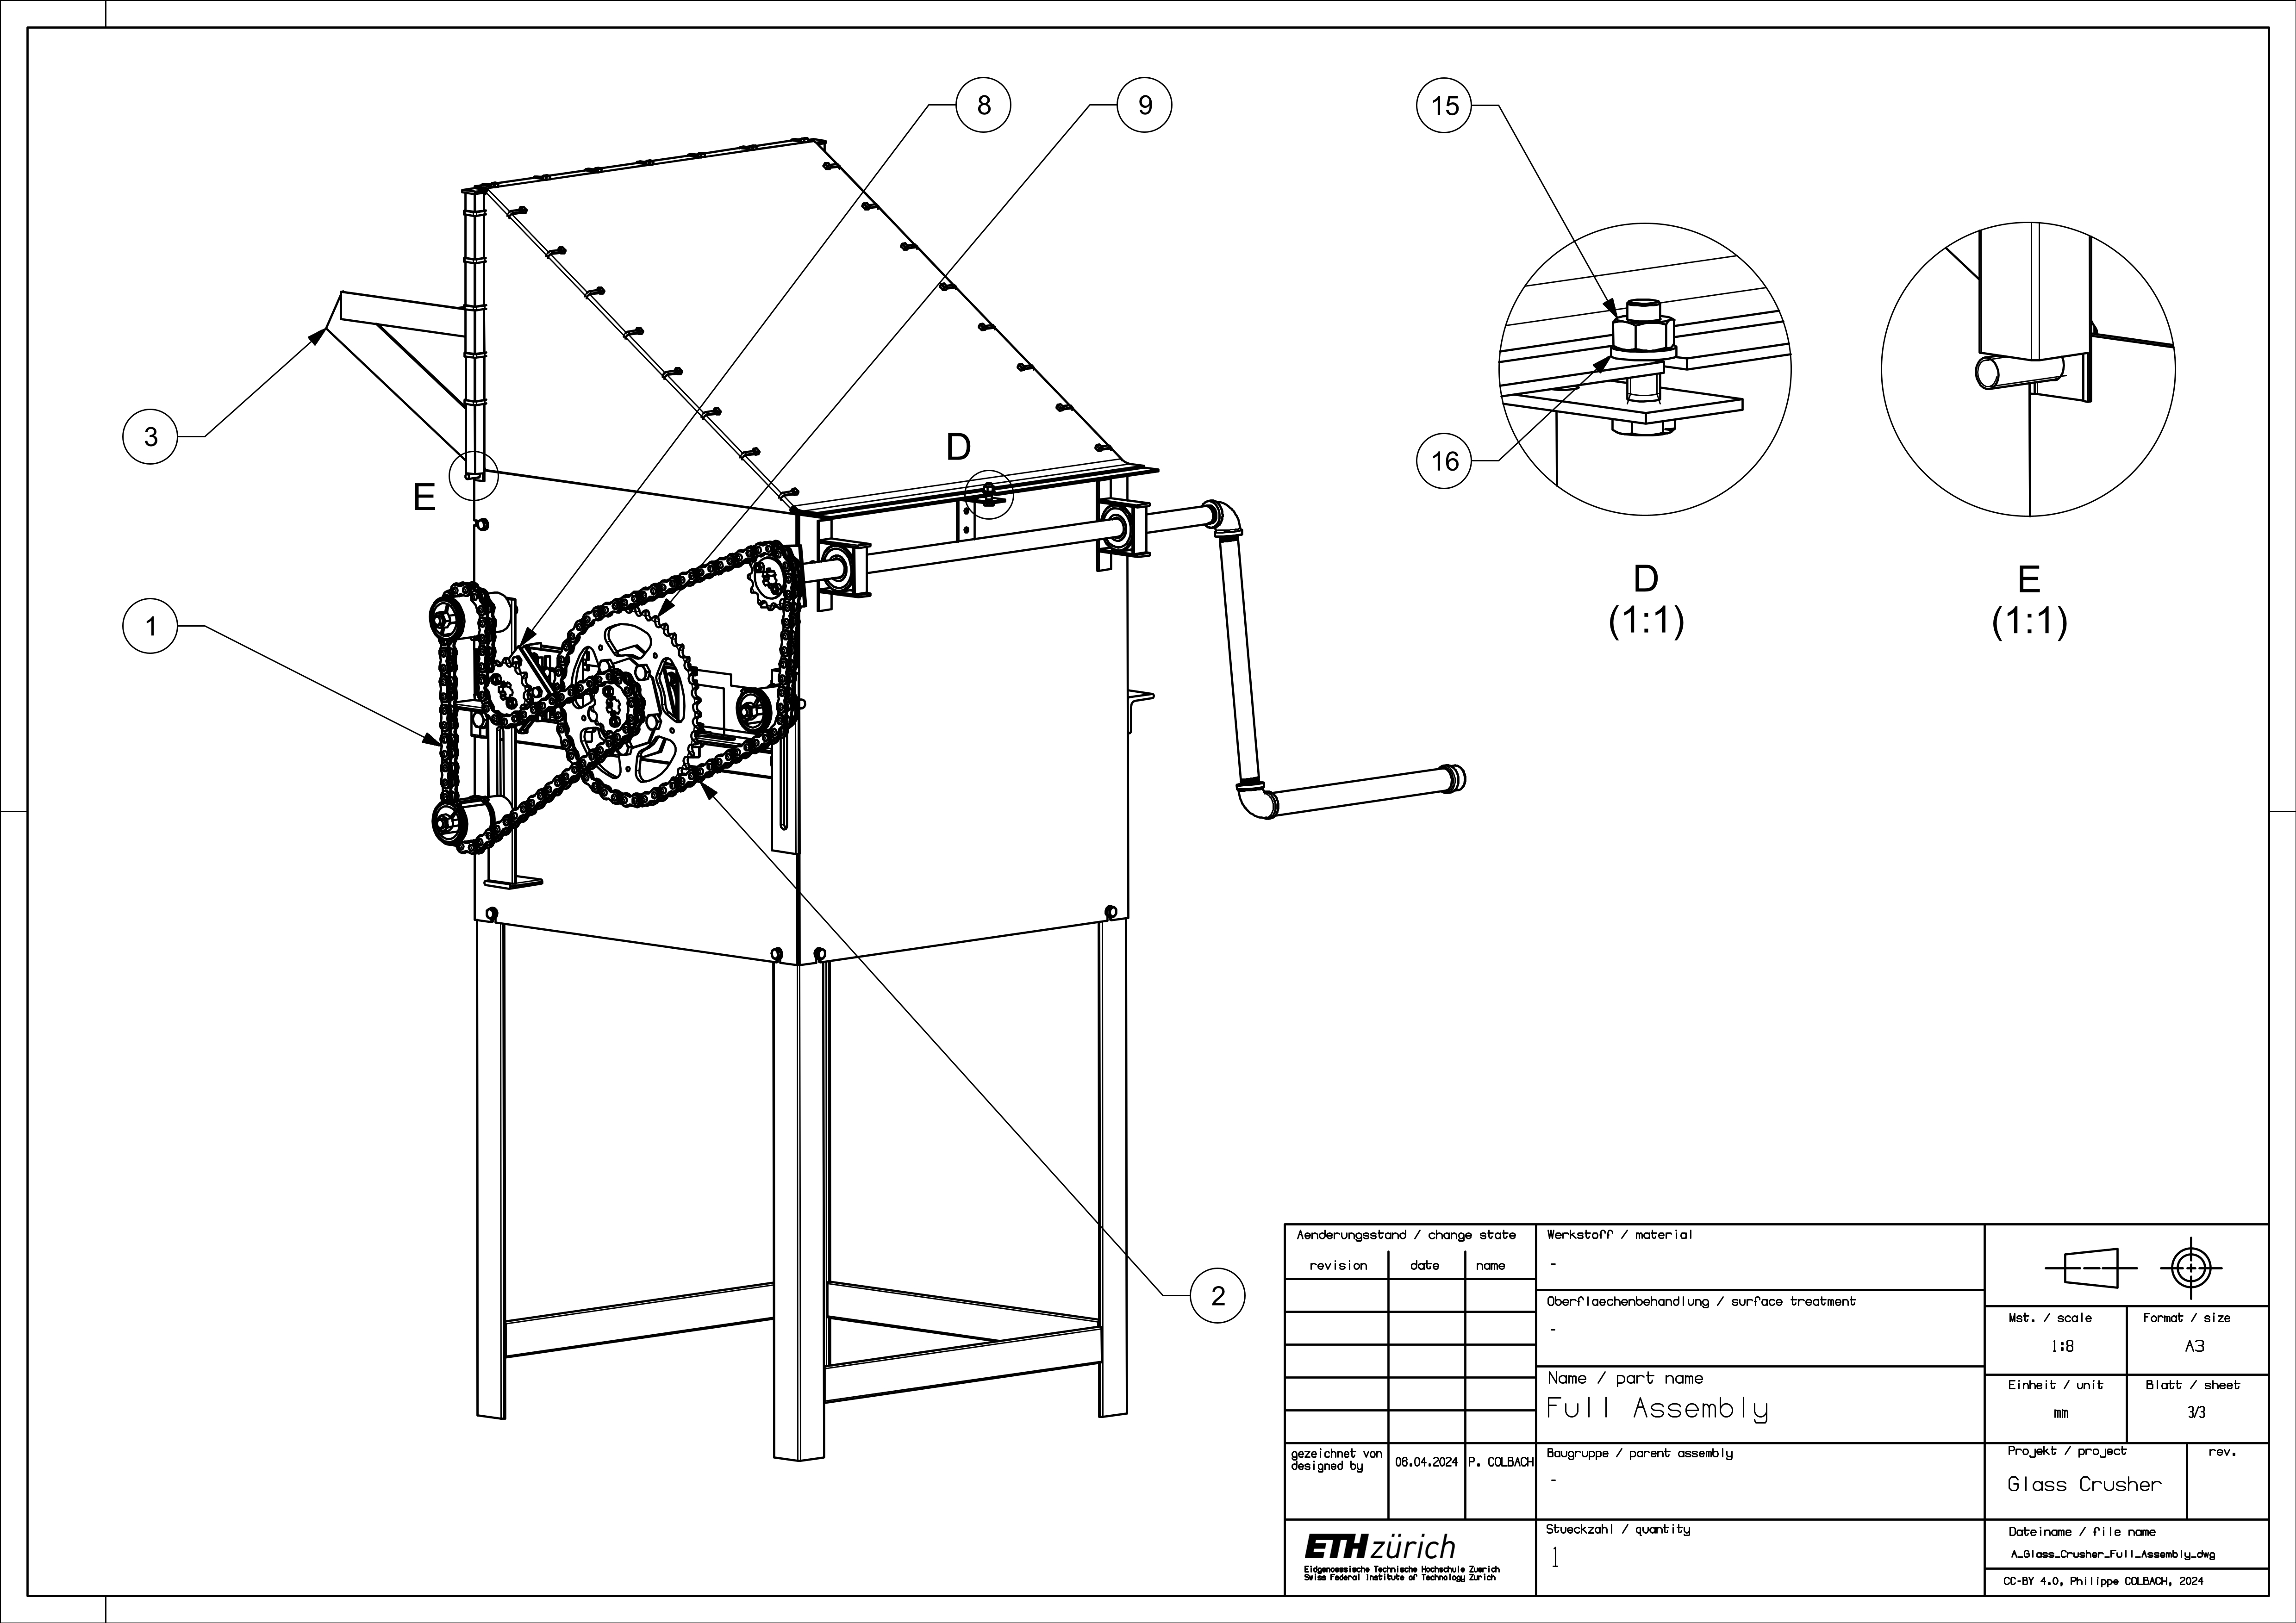 8
9
15
3
D
E
16
1
D
(1:1)
E
(1:1)
2
Aenderungsstand / change state
revision
date
name
gezeichnet von
designed by
06.04.2024
P. COLBACH
ETH zürich
Eidgenoessische Technische Hochschule Zuerich
Swiss Federal Institute of Technology Zurich
Werkstoff / material
-
Oberflaechenbehandlung / surface treatment
-
Name / part name
Full Assembly
Baugruppe / parent assembly
-
Stueckzahl / quantity
1
Mst. / scale
1:8
Format / size
A3
Einheit / unit
mm
Blatt / sheet
3/3
Projekt / project
Glass Crusher
rev.
Dateiname / file name
A_Glass_Crusher_Full_Assembly_dwg
CC-BY 4.0, Philippe COLBACH, 2024